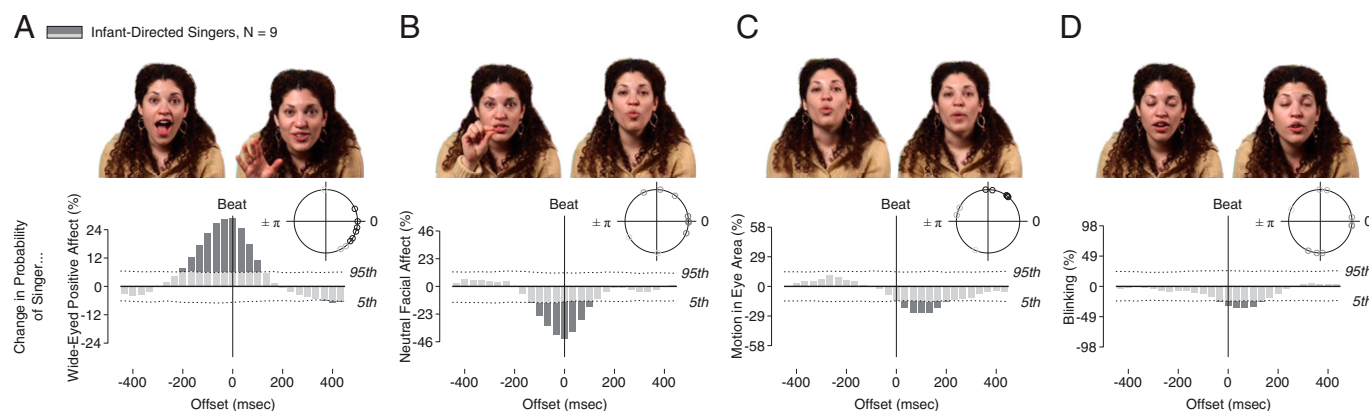 A Infant-Directed Singers, N = 9
B
C
D
Change in Probability
of Singer...
Wide-Eyed Positive Affect (%)
24
12
0
-12
-24
Beat
± π
0
95th
5th
-400 -200 0 200 400
Offset (msec)
Neutral Facial Affect (%)
46
23
0
-23
-46
Beat
± π
0
95th
5th
-400 -200 0 200 400
Offset (msec)
Motion in Eye Area (%)
58
29
0
-29
-58
Beat
± π
0
95th
5th
-400 -200 0 200 400
Offset (msec)
Blinking (%)
98
49
0
-49
-98
Beat
± π
0
95th
5th
-400 -200 0 200 400
Offset (msec)